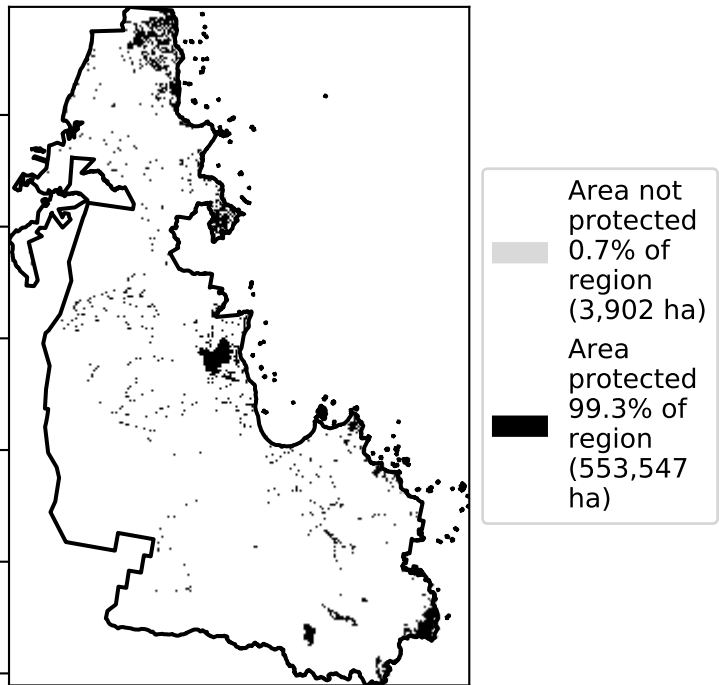 Area not
protected
0.7% of
region
(3,902 ha)
Area
protected
99.3% of
region
(553,547
ha)